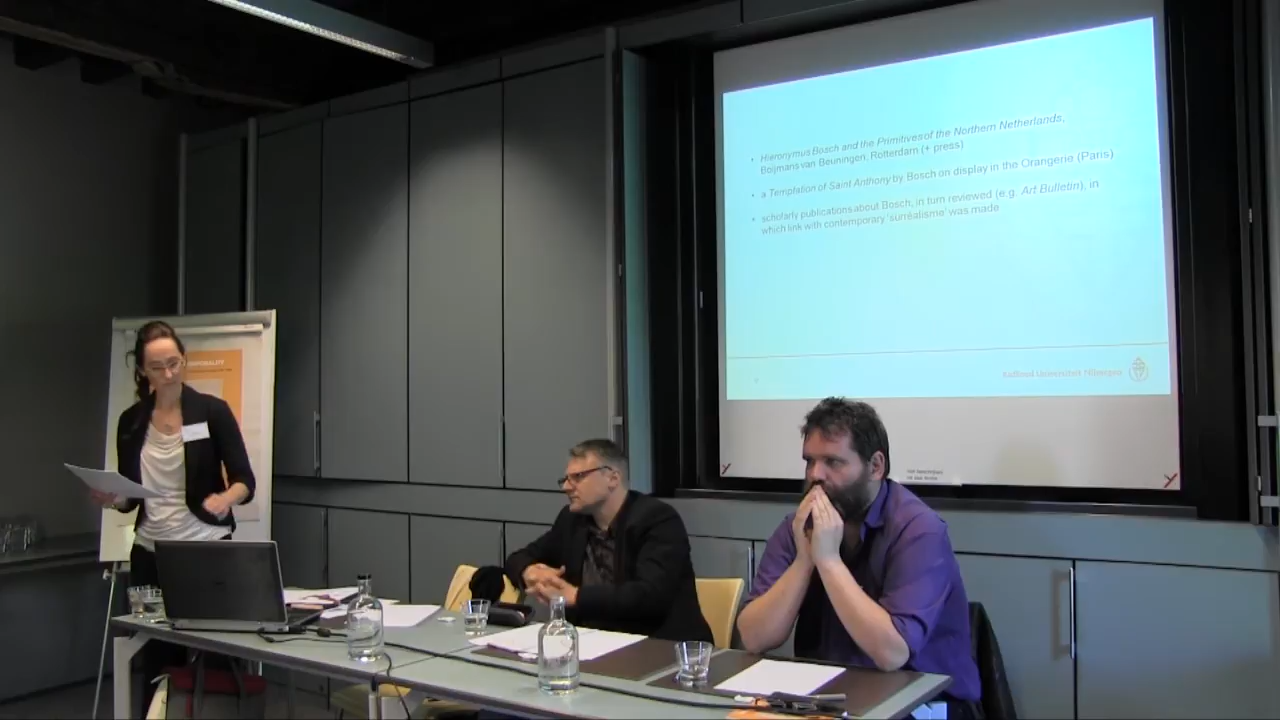 • Hieronymus Bosch and the Primitives of the Northern Netherlands,
Boijmans van Beuningen, Rotterdam (+ press)
• a Temptation of Saint Anthony by Bosch on display in the Orangerie (Paris)
• scholarly publications about Bosch, in turn reviewed (e.g. Art Bulletin), in
which link with contemporary 'surréalisme' was made
Radboud Universiteit Nijmegen